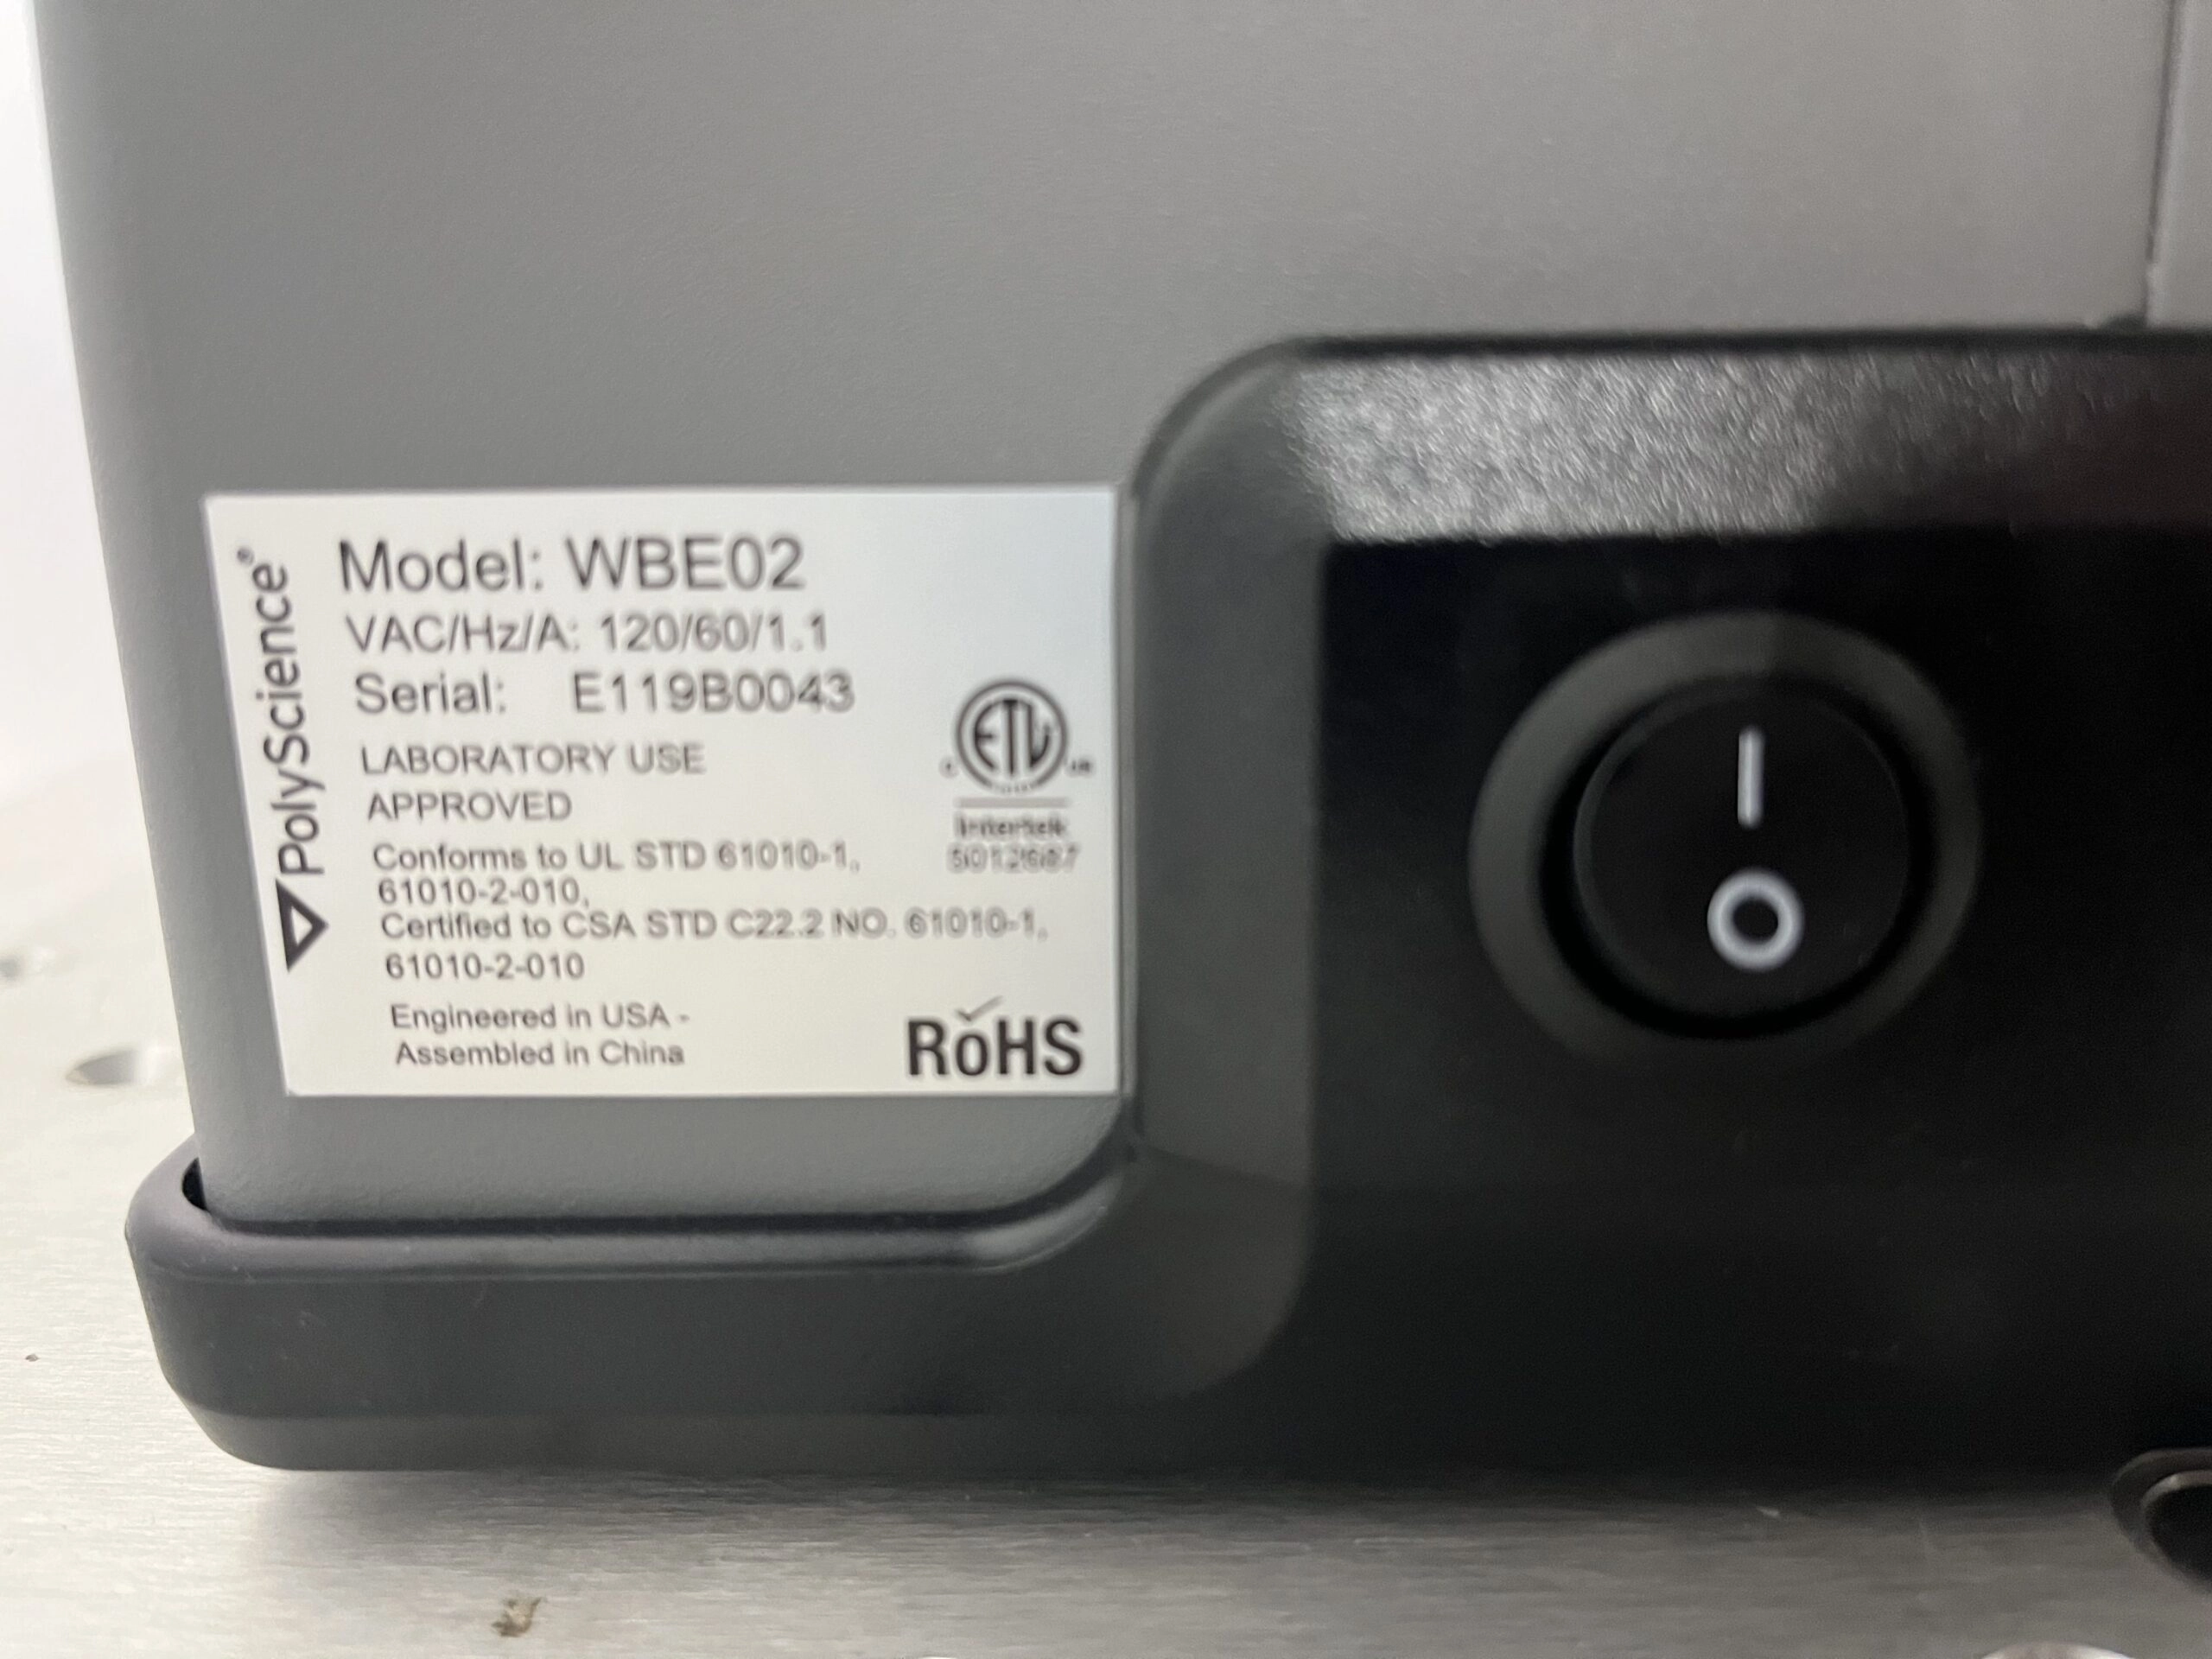 PolyScience®
Model: WBE02
VAC/Hz/A: 120/60/1.1
Serial: E119B0043
LABORATORY USE
APPROVED
Conforms to UL STD 61010-1,
61010-2-010,
Certified to CSA STD C22.2 NO. 61010-1,
61010-2-010
Engineered in USA -
Assembled in China
ETL
Intertek
RoHS